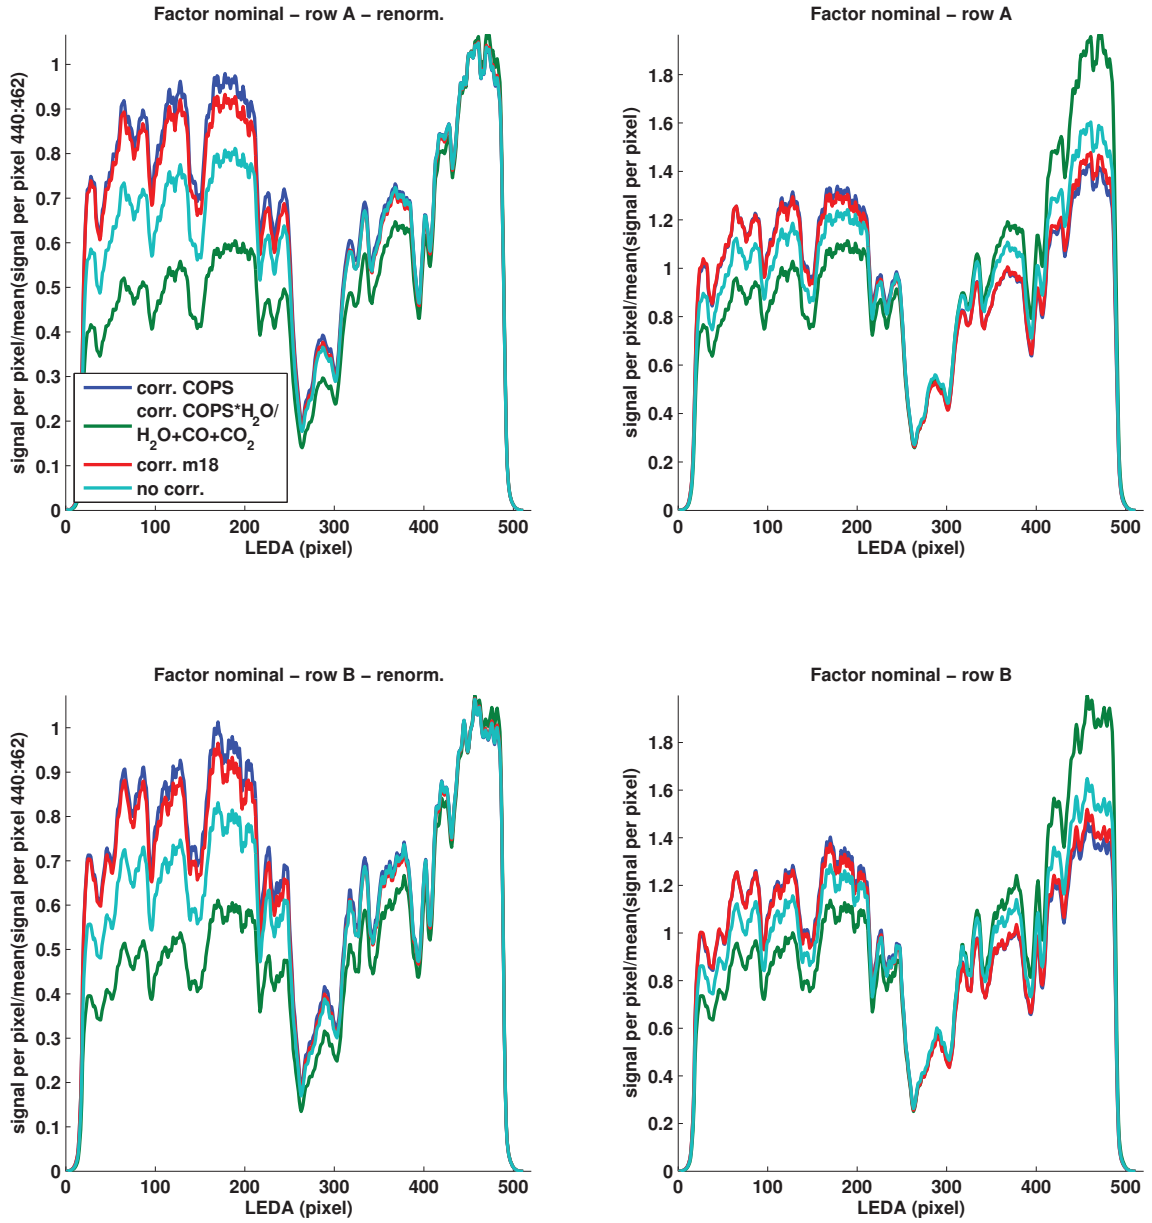 Factor nominal – row A – renorm.
signal per pixel/mean(signal per pixel 440:462)
1
0.9
0.8
0.7
0.6
0.5
0.4
0.3
0.2
0.1
0
corr. COPS
corr. COPS*H2O/
H2O+CO+CO2
corr. m18
no corr.
0 100 200 300 400 500
LEDA (pixel)
Factor nominal – row A
signal per pixel/mean(signal per pixel)
1.8
1.6
1.4
1.2
1
0.8
0.6
0.4
0.2
0
0 100 200 300 400 500
LEDA (pixel)
Factor nominal – row B – renorm.
signal per pixel/mean(signal per pixel 440:462)
1
0.9
0.8
0.7
0.6
0.5
0.4
0.3
0.2
0.1
0
0 100 200 300 400 500
LEDA (pixel)
Factor nominal – row B
signal per pixel/mean(signal per pixel)
1.8
1.6
1.4
1.2
1
0.8
0.6
0.4
0.2
0
0 100 200 300 400 500
LEDA (pixel)